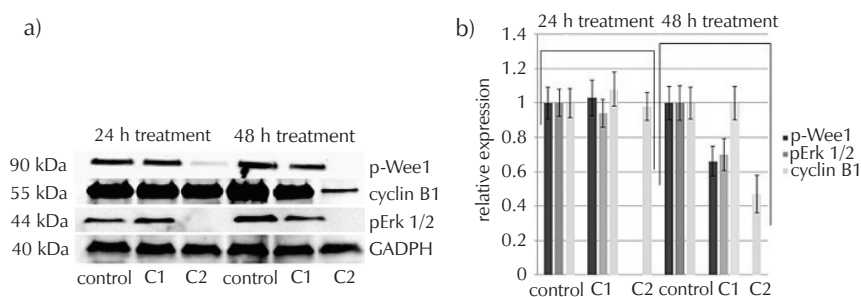 a)
24 h treatment 48 h treatment
90 kDa p-Wee1
55 kDa cyclin B1
44 kDa pErk 1/2
40 kDa GADPH
control C1 C2 control C1 C2
b)
24 h treatment 48 h treatment
relative expression
1.4
1.2
1
0.8
0.6
0.4
0.2
0
control C1 C2 control C1 C2
p-Wee1
pErk 1/2
cyclin B1